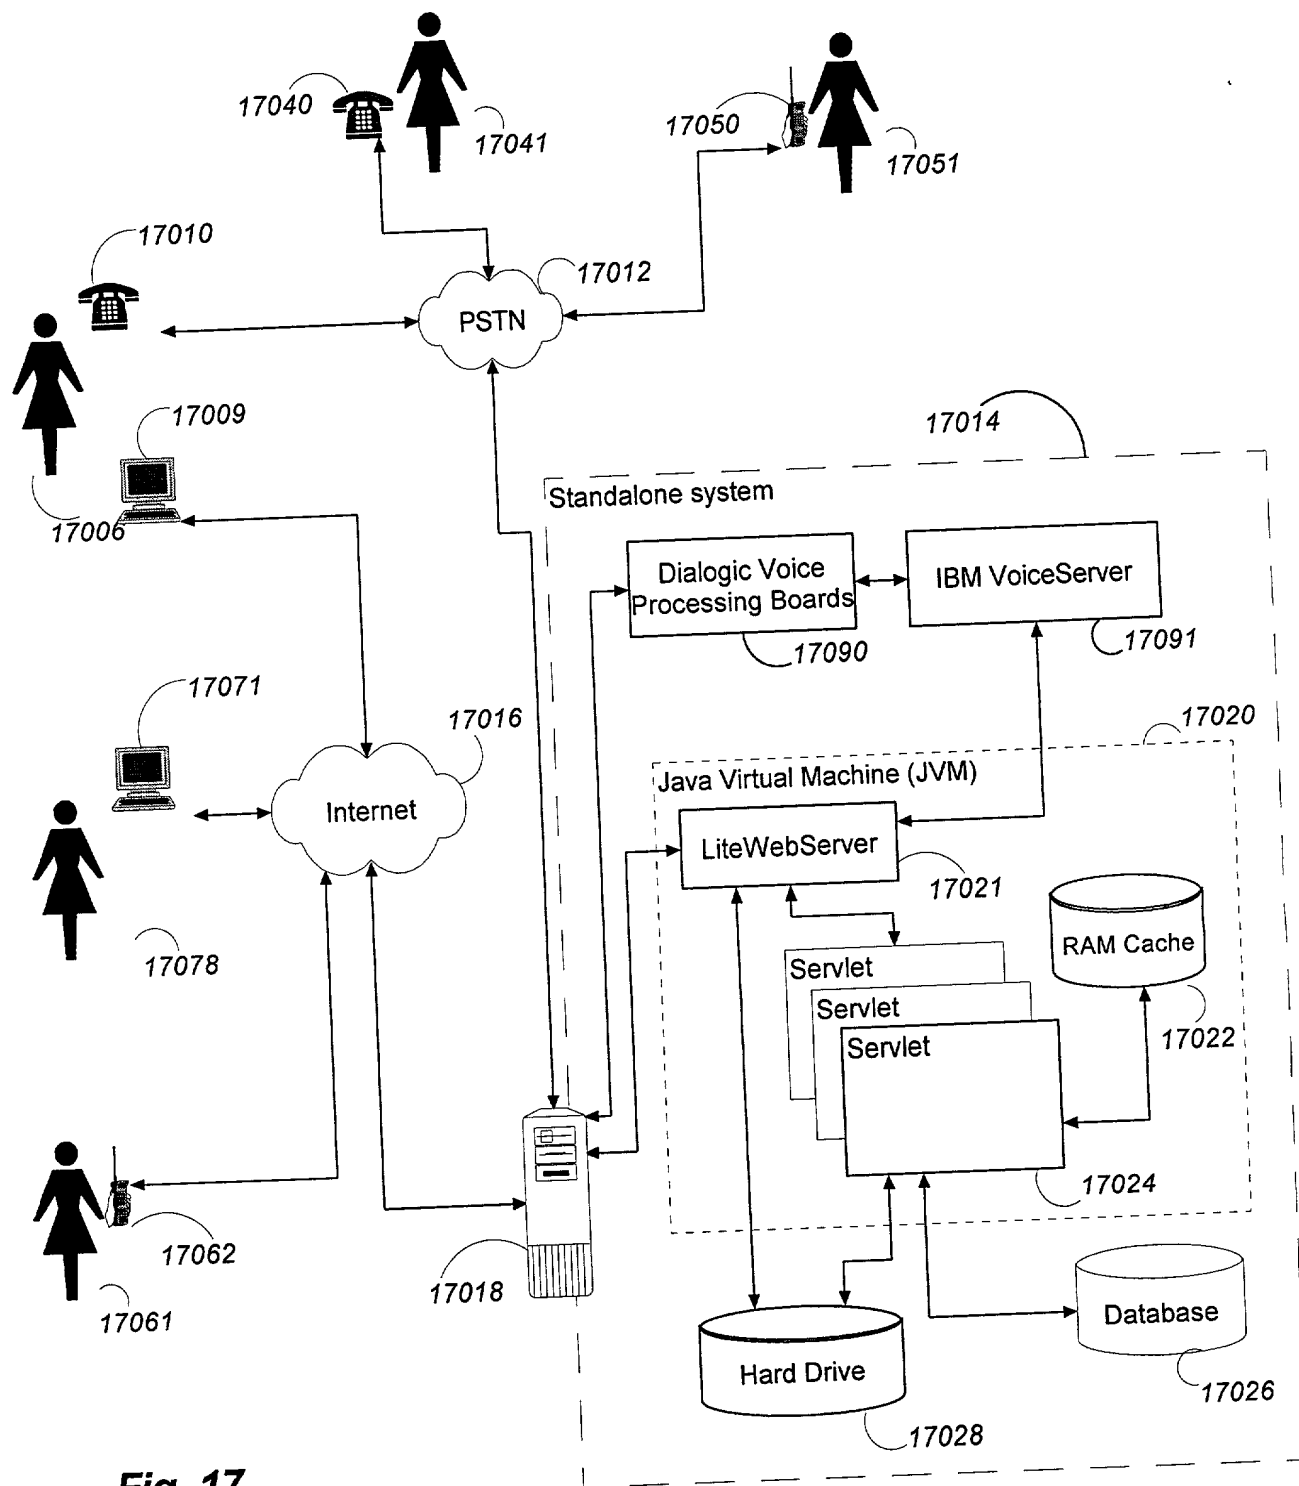 17040
17041
17050
17051
17010
17012
PSTN
17009
17006
17014
Standalone system
Dialogic Voice
Processing Boards
IBM VoiceServer
17090
17091
17071
17016
17020
Internet
Java Virtual Machine (JVM)
LiteWebServer
17021
17078
RAM Cache
Servlet
Servlet
Servlet
17022
17024
17062
17061
17018
Database
Hard Drive
17026
17028
Fig. 17